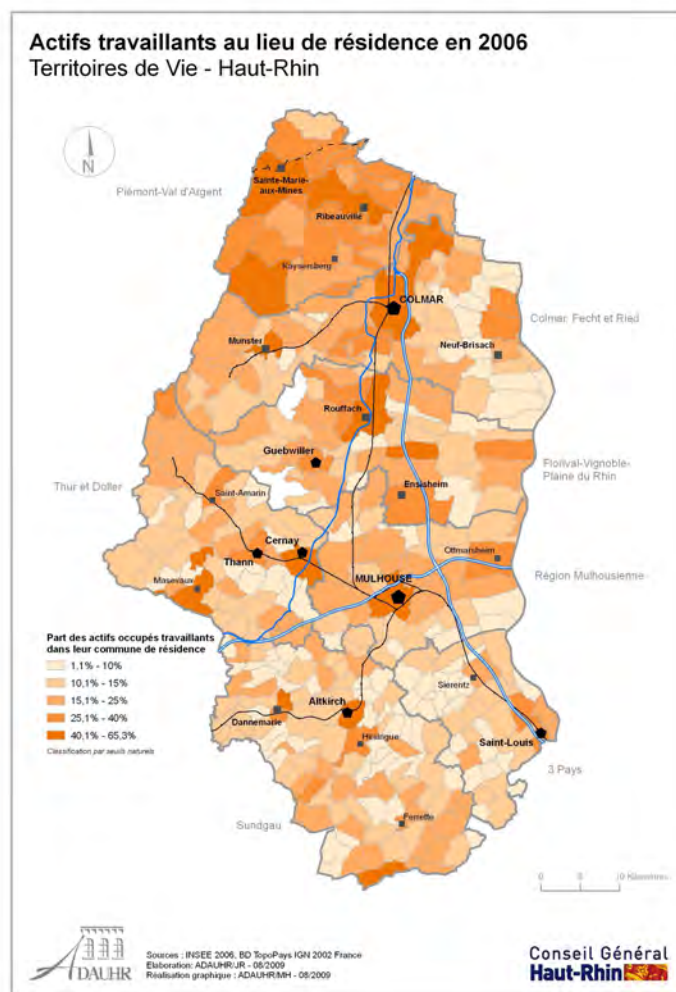 Actifs travaillants au lieu de résidence en 2006
Territoires de Vie - Haut-Rhin
N
Piémont-Val d'Argent
Sainte-Marie-
aux-Mines
Ribeauvillé
Kaysersberg
COLMAR
Colmar, Fecht et Ried
Munster
Neuf-Brisach
Rouffach
Guebwiller
Florival-Vignoble-
Plaine du Rhin
Thur et Doller
Saint-Amarin
Ensisheim
Cernay
Thann
Ottmarsheim
Région Mulhousienne
MULHOUSE
Masevaux
Part des actifs occupés travaillants
dans leur commune de résidence
1,1% - 10%
10,1% - 15%
15,1% - 25%
25,1% - 40%
40,1% - 65,3%
Classification par seuils naturels
Sierentz
Altkirch
Dannemarie
Hirsingue
Saint-Louis
3 Pays
Sundgau
Ferrette
0 5 10 Kilomètres
ADAUHR
Sources : INSEE 2006, BD TopoPays IGN 2002 France
Elaboration: ADAUHR/JR - 08/2009
Réalisation graphique : ADAUHR/MH - 08/2009
Conseil Général
Haut-Rhin